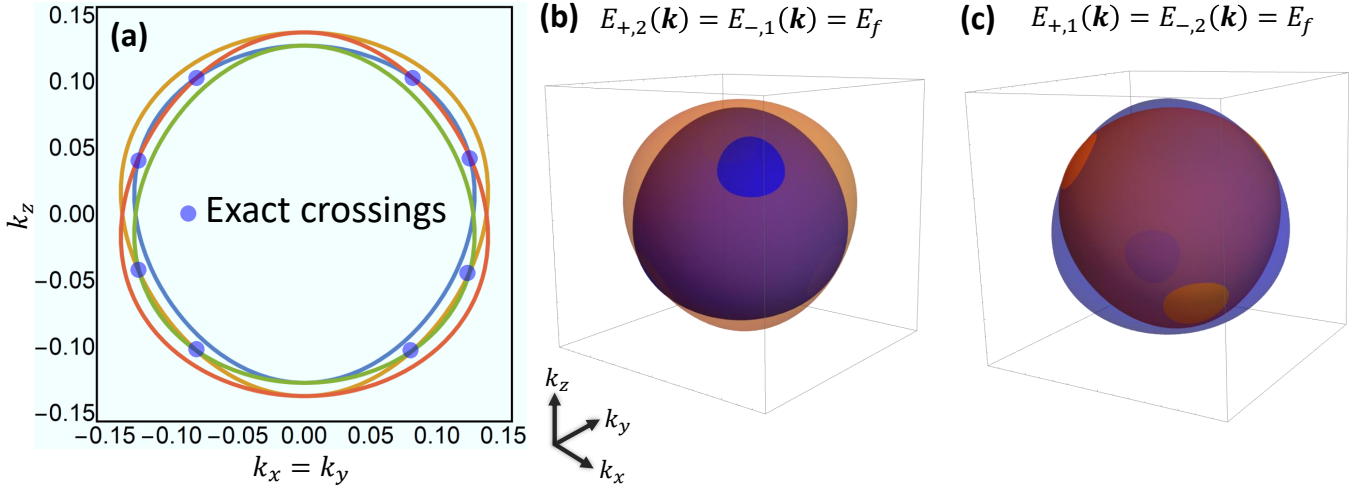 (a)
0.15
0.10
0.05
0.00
−0.05
−0.10
−0.15
k_z
Exact crossings
−0.15 −0.10 −0.05 0.00 0.05 0.10 0.15
k_x = k_y
(b) E_{+,2}(k) = E_{−,1}(k) = E_f
k_z
k_y
k_x
(c) E_{+,1}(k) = E_{−,2}(k) = E_f